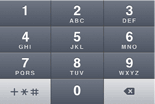 1 2 3
ABC DEF
4 5 6
GHI JKL MNO
7 8 9
PQRS TUV WXYZ
+*# 0